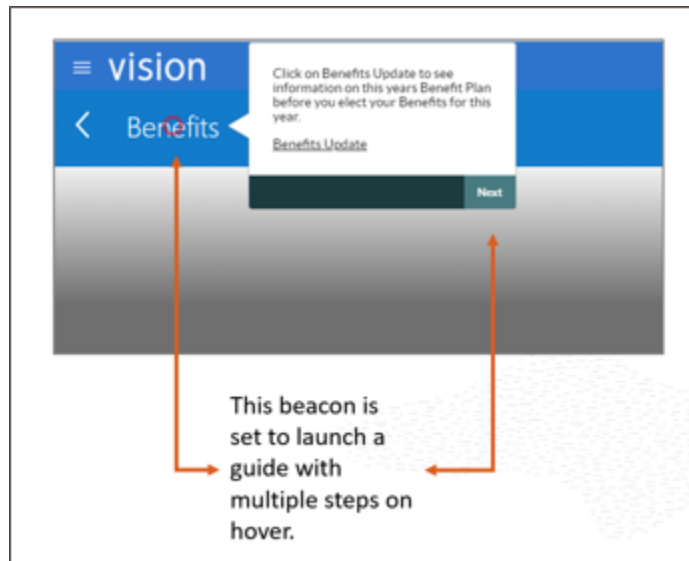 vision
Benefits
Click on Benefits Update to see
information on this years Benefit Plan
before you elect your Benefits for this
year.
Benefits Update
Next
This beacon is
set to launch a
guide with
multiple steps on
hover.